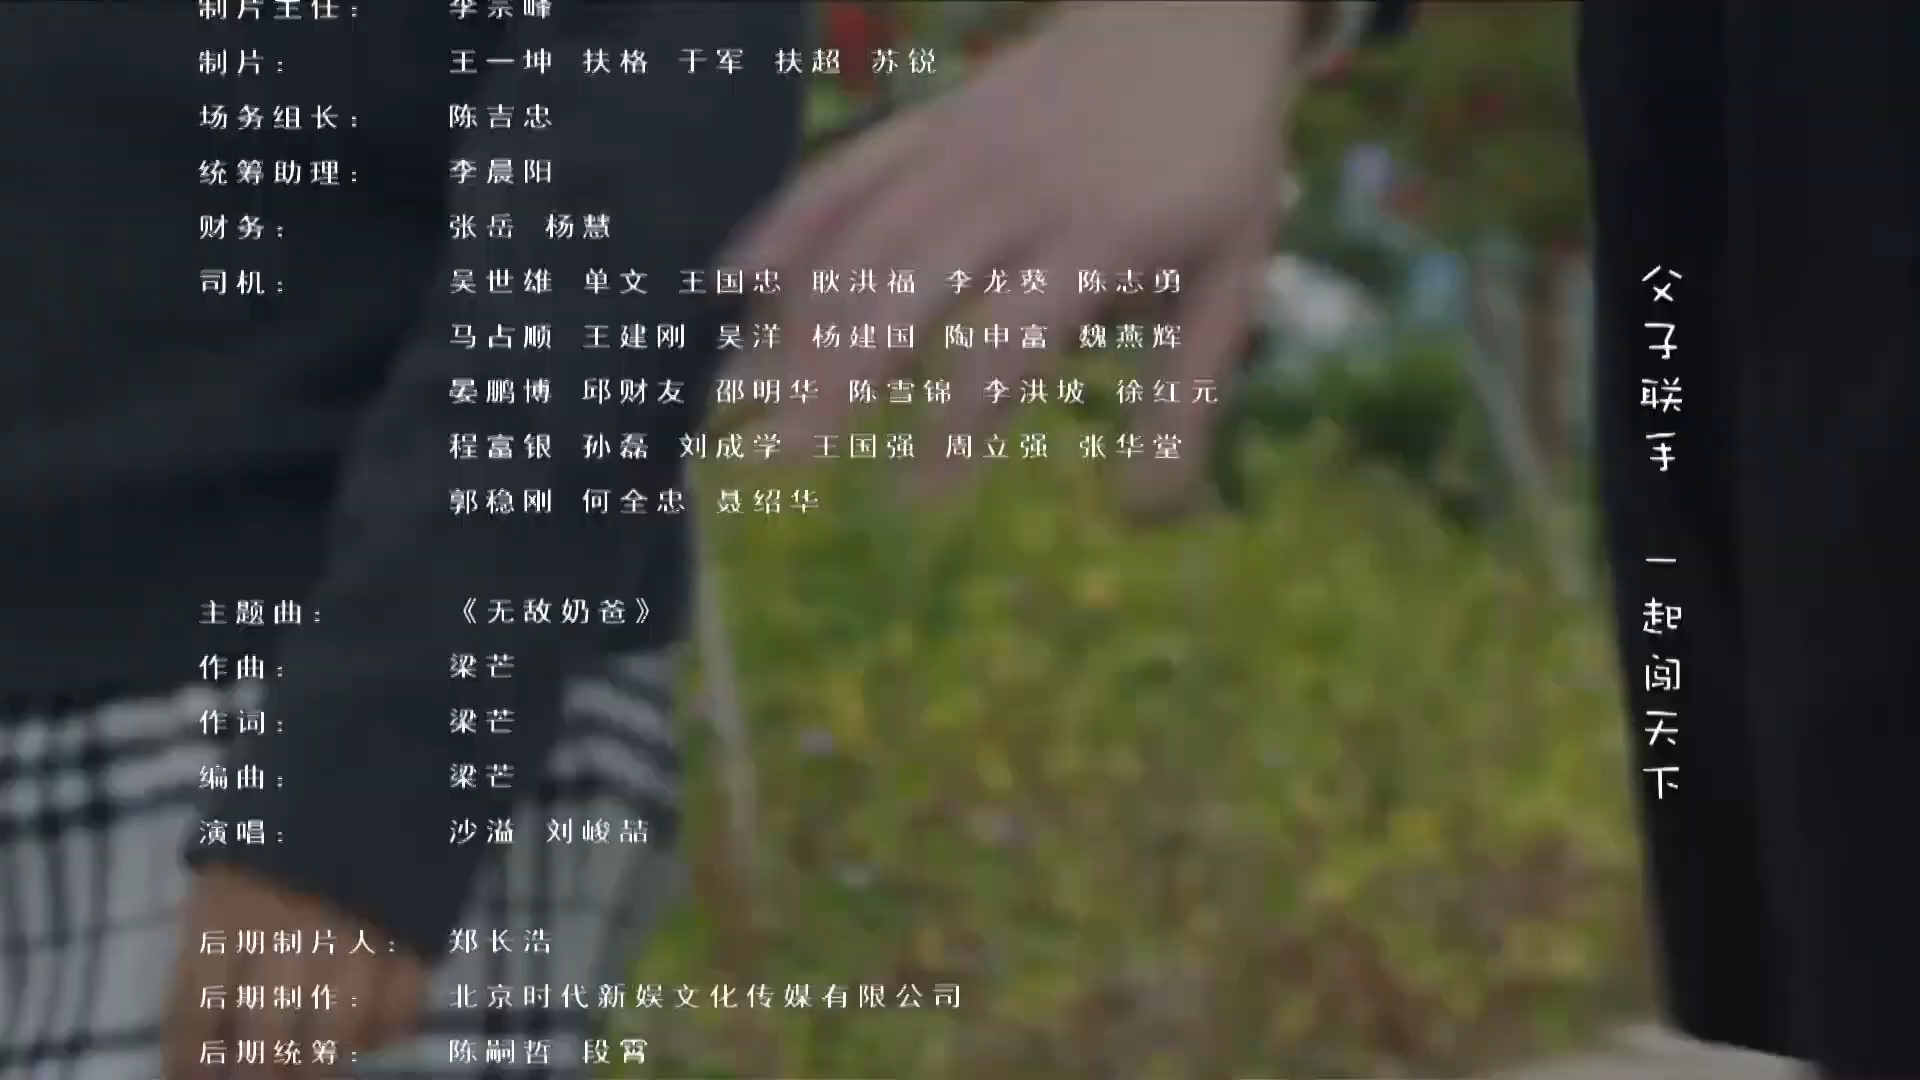 制片主任： 李宗峰
制片： 王一坤 扶格 于军 扶超 苏锐
场务组长： 陈吉忠
统筹助理： 李晨阳
财务： 张岳 杨慧
司机： 吴世雄 单文 王国忠 耿洪福 李龙葵 陈志勇
马占顺 王建刚 吴洋 杨建国 陶申富 魏燕辉
晏鹏博 邱财友 邵明华 陈雪锦 李洪坡 徐红元
程富银 孙磊 刘成学 王国强 周立强 张华堂
郭稳刚 何全忠 聂绍华
主题曲： 《无敌奶爸》
作曲： 梁芒
作词： 梁芒
编曲： 梁芒
演唱： 沙溢 刘峻喆
后期制片人： 郑长浩
后期制作： 北京时代新娱文化传媒有限公司
后期统筹： 陈嗣哲 段霄
父子联手 一起闯天下